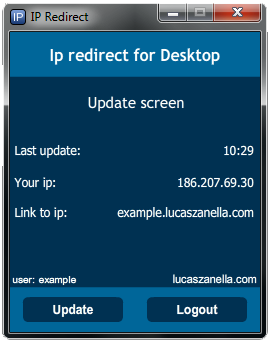 IP IP Redirect
Ip redirect for Desktop
Update screen
Last update: 10:29
Your ip: 186.207.69.30
Link to ip: example.lucaszanella.com
user: example lucaszanella.com
Update Logout